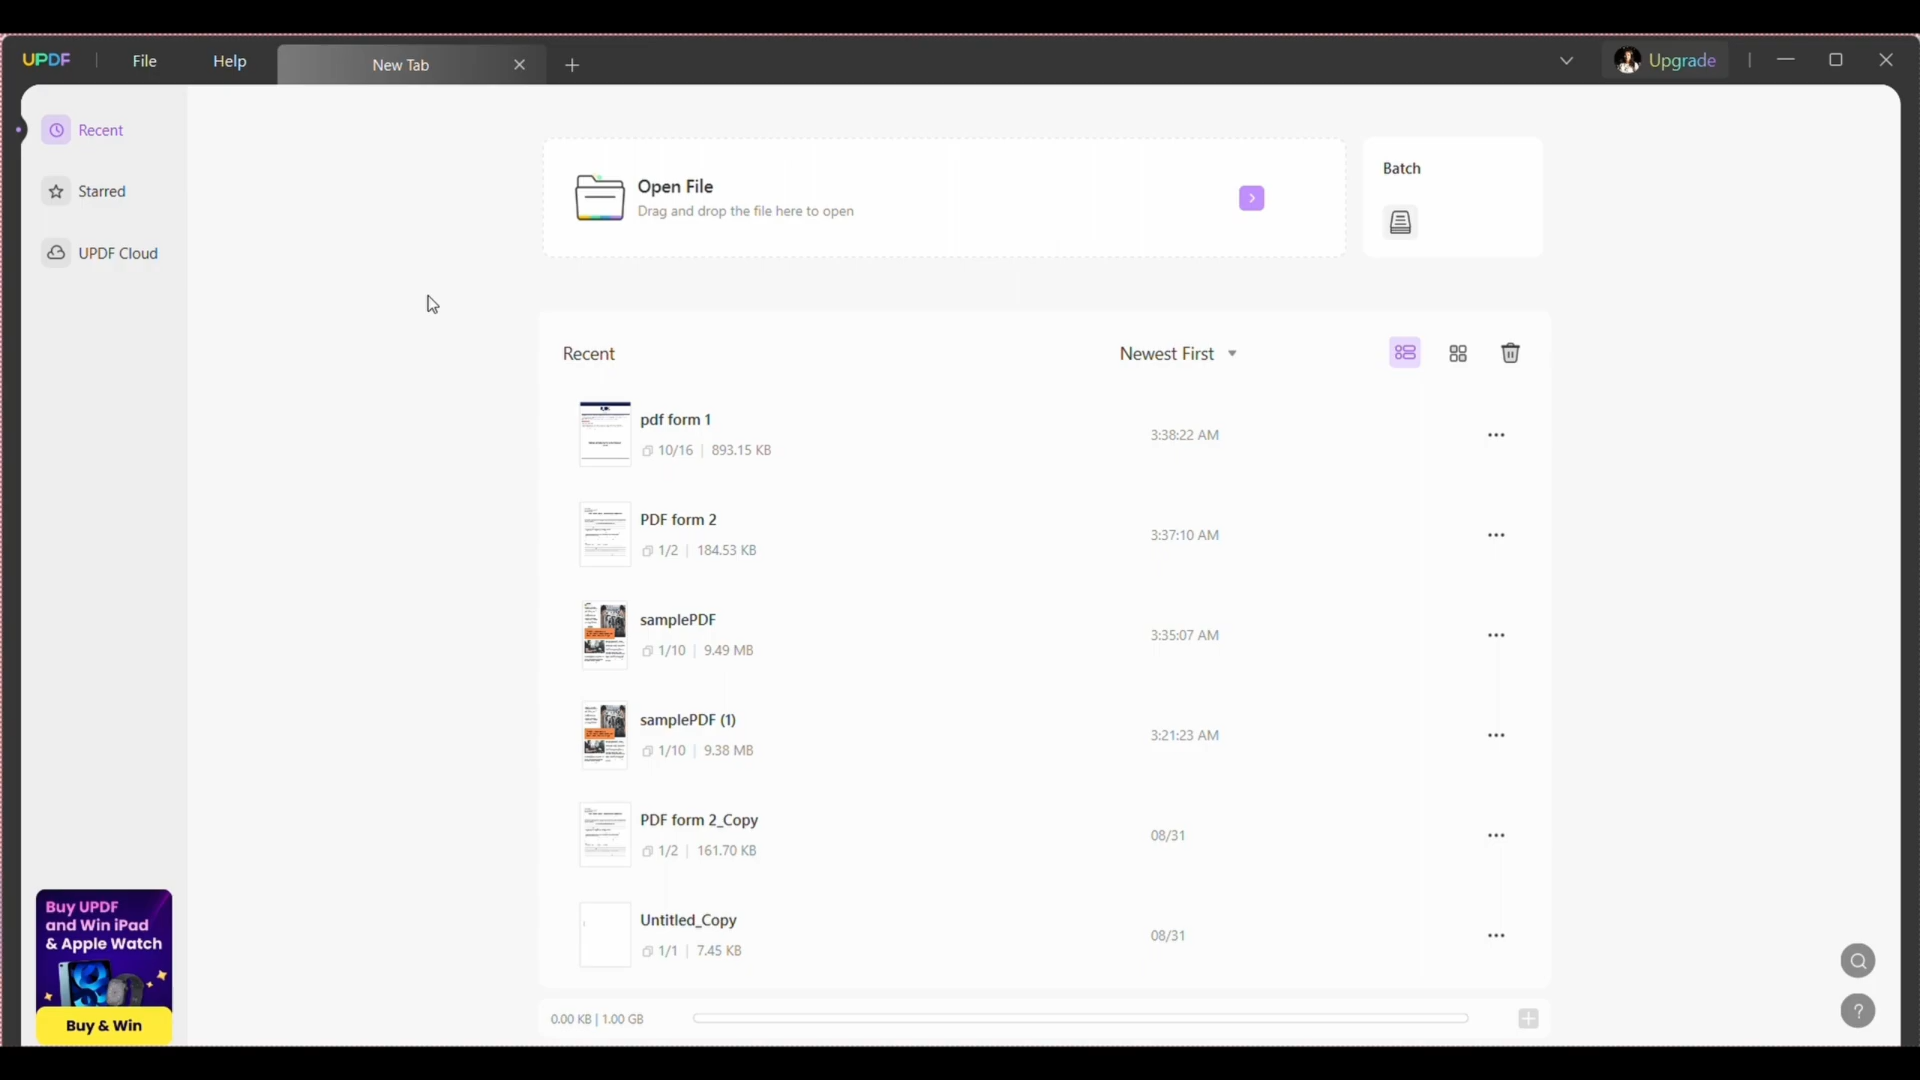 UPDF
File
Help
New Tab
Upgrade
Recent
Starred
UPDF Cloud
Open File
Drag and drop the file here to open
Batch
Recent
Newest First
pdf form 1
10/16 | 893.15 KB
3:38:22 AM
PDF form 2
1/2 | 184.53 KB
3:37:10 AM
samplePDF
1/10 | 9.49 MB
3:35:07 AM
samplePDF (1)
1/10 | 9.38 MB
3:21:23 AM
PDF form 2_Copy
1/2 | 161.70 KB
08/31
Untitled_Copy
1/1 | 7.45 KB
08/31
Buy UPDF
and Win iPad
& Apple Watch
Buy & Win
0.00 KB | 1.00 GB